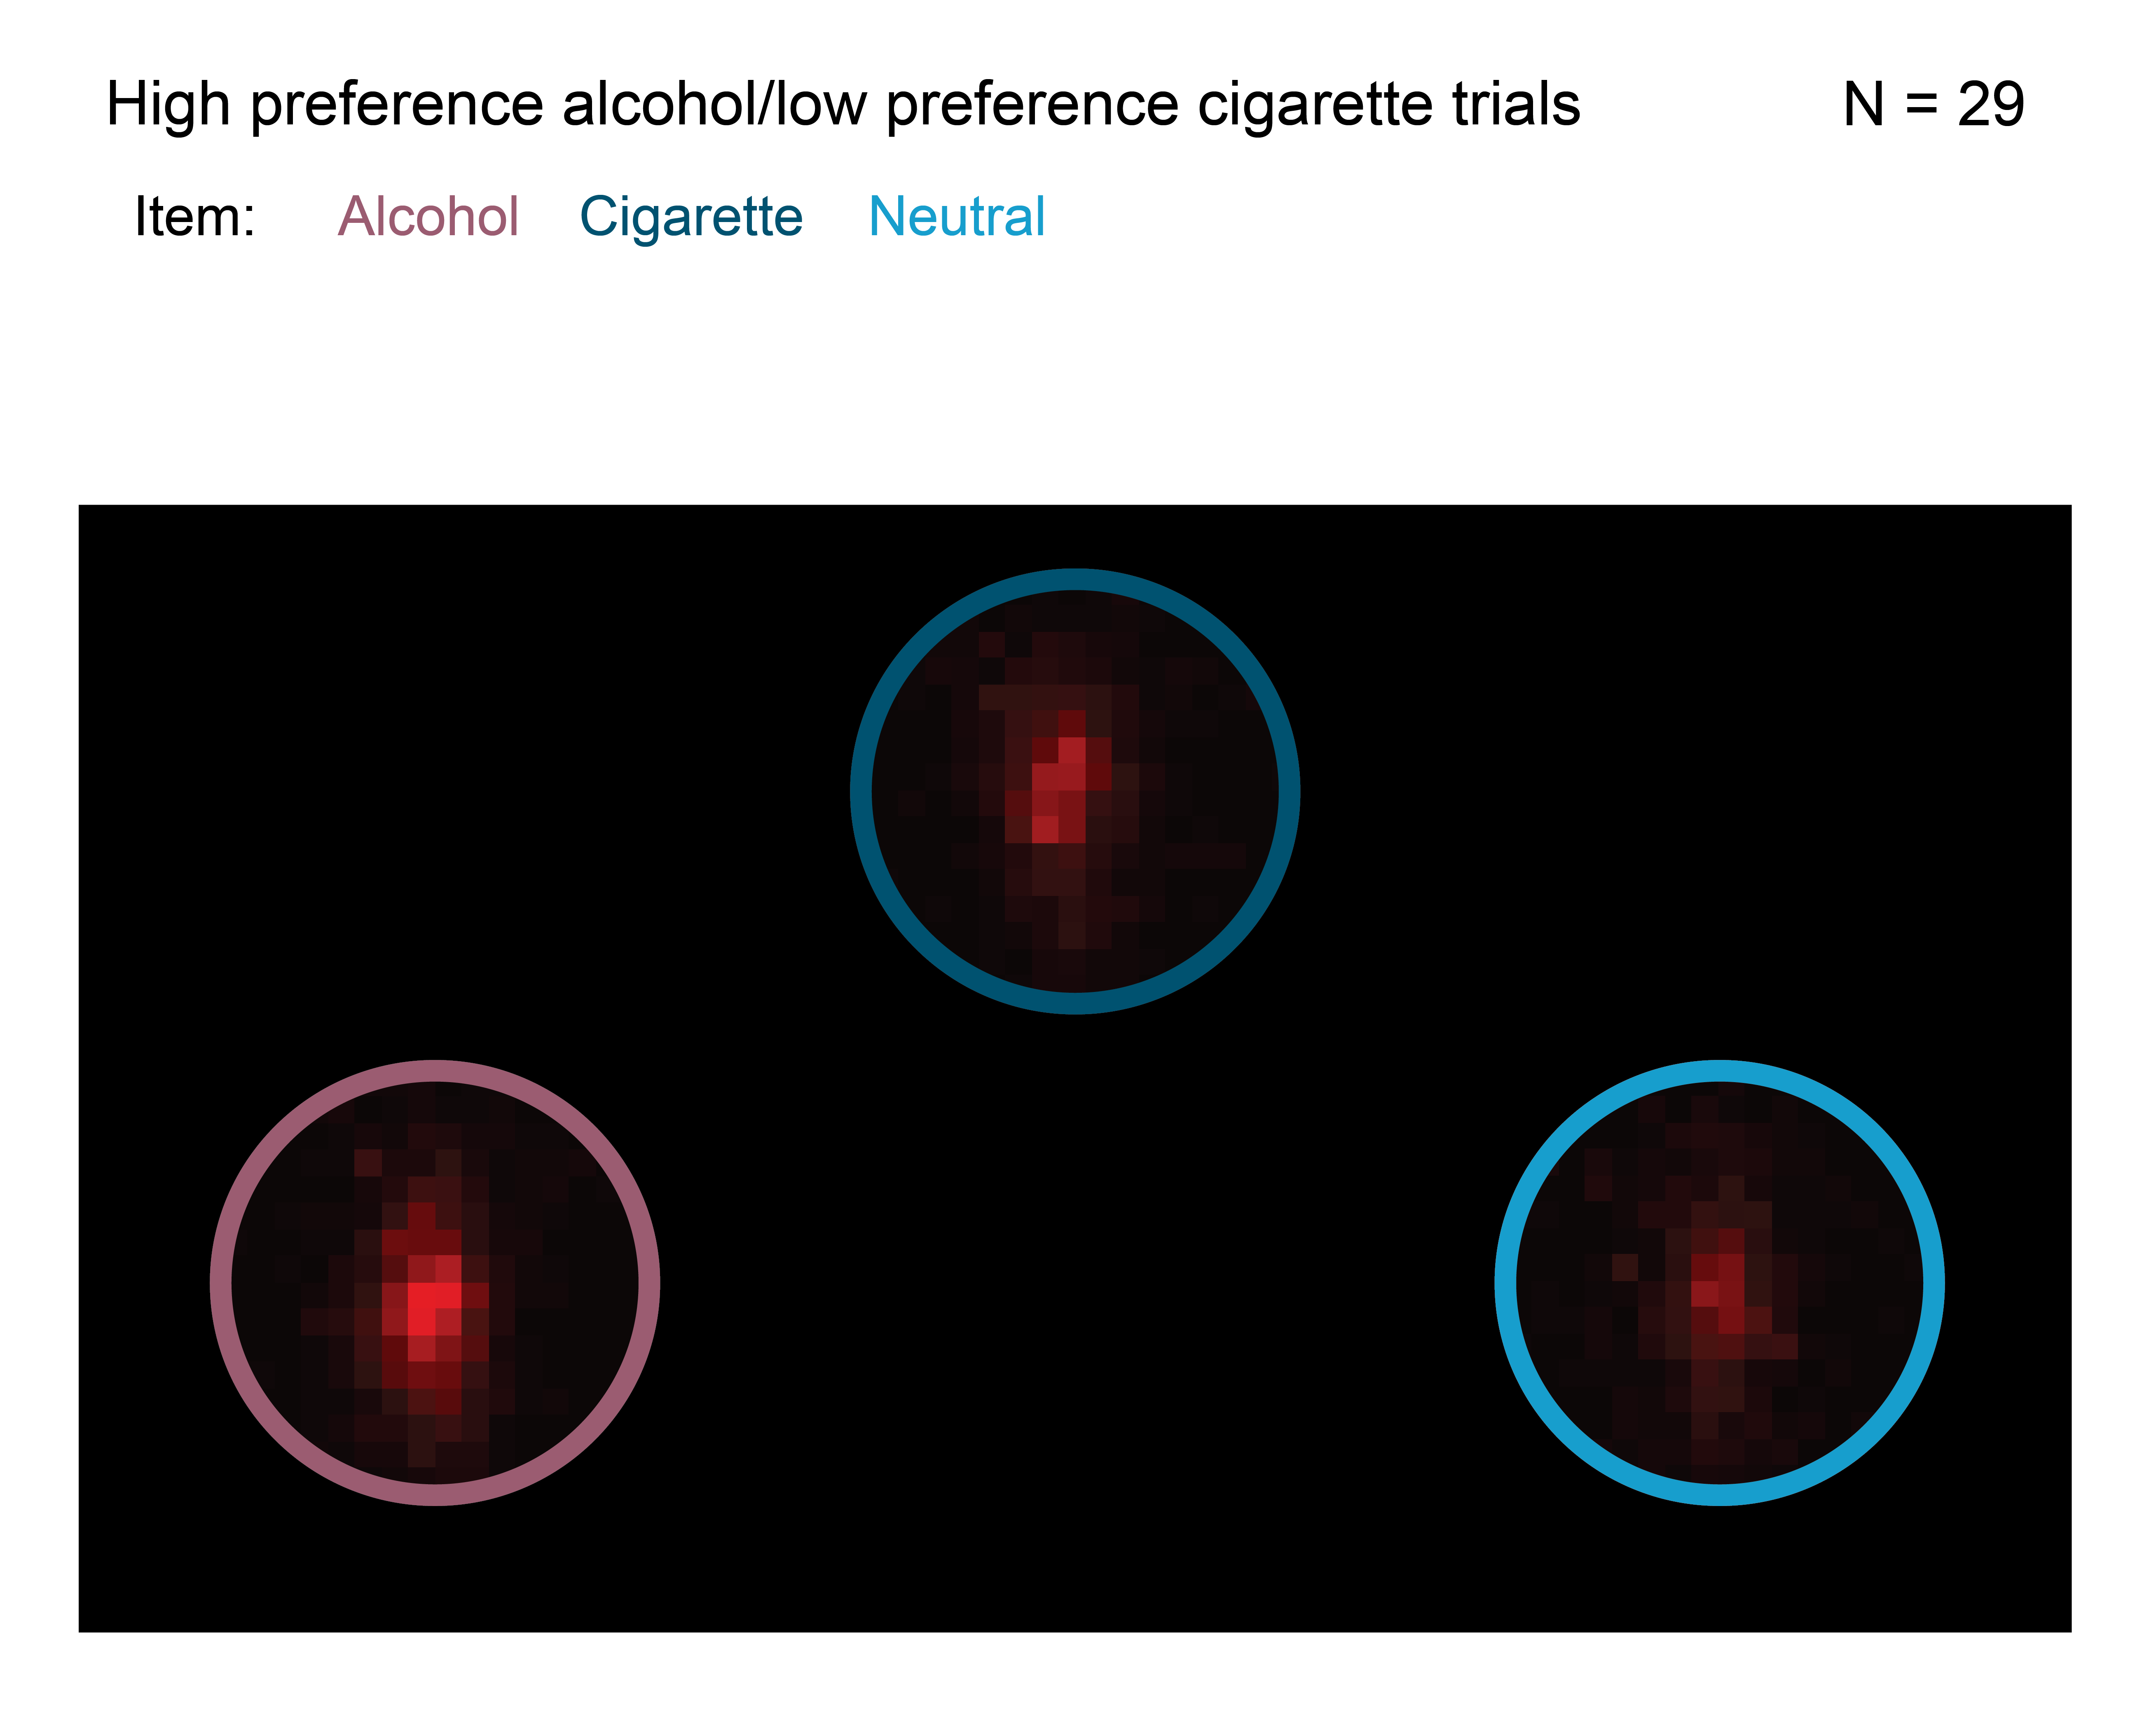 High preference alcohol/low preference cigarette trials N = 29
Item: Alcohol Cigarette Neutral